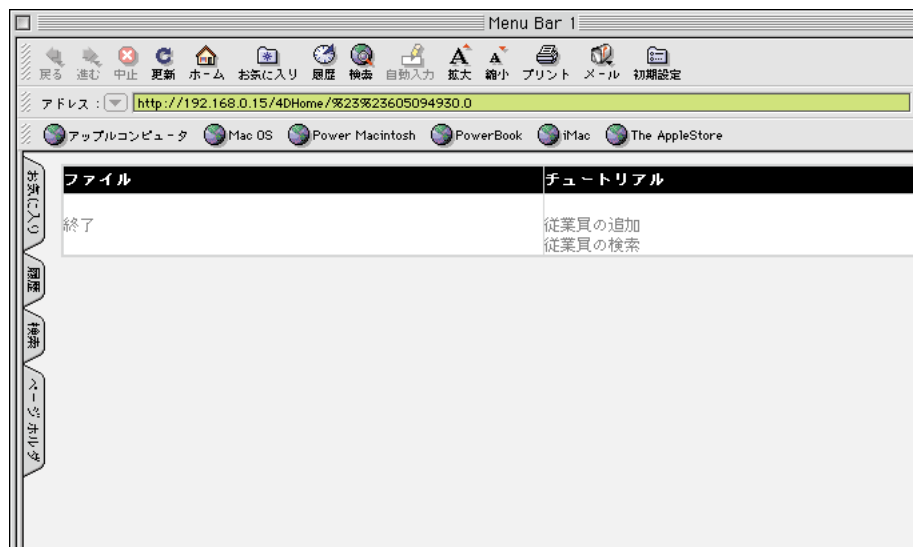 Menu Bar 1
戻る 進む 中止 更新 ホーム お気に入り 履歴 検索 自動入力 拡大 縮小 プリント メール 初期設定
アドレス : http://192.168.0.15/4DHome/%23%23605094930.0
アップルコンピュータ Mac OS Power Macintosh PowerBook iMac The AppleStore
お気に入り
履歴
検索
ページホルダ
ファイル チュートリアル
終了 従業員の追加
従業員の検索